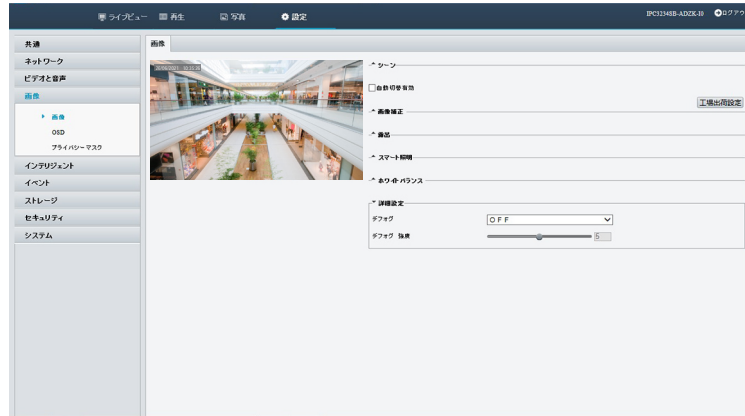 ライブビュー 再生 写真 設定 IPC3234SB-ADZK-I0 ログアウ
共通
ネットワーク
ビデオと音声
画像
画像
OSD
プライバシーマスク
インテリジェント
イベント
ストレージ
セキュリティ
システム
画像
シーン
自動切替有効
工場出荷設定
画像補正
露出
スマート照明
ホワイトバランス
詳細設定
デフォグ OFF
デフォグ 強度 5